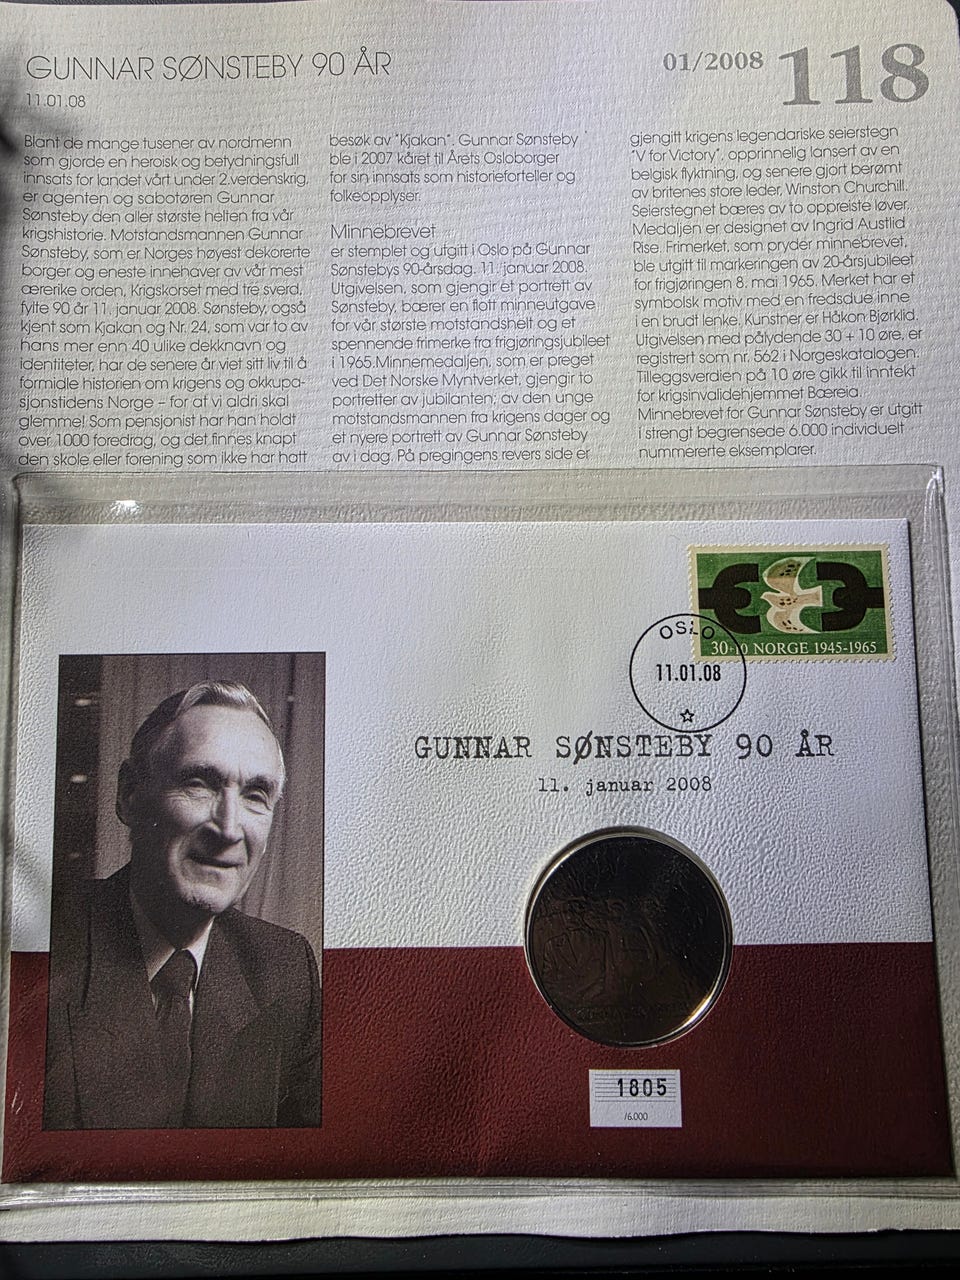 GUNNAR SØNSTEBY 90 ÅR
11.01.08
01/2008 118
Blant de mange tusener av nordmenn
som gjorde en heroisk og betydningsfull
innsats for landet vårt under 2.verdenskrig,
er agenten og sabotøren Gunnar
Sønsteby den aller største helten fra vår
krigshistorie. Motstandsmannen Gunnar
Sønsteby, som er Norges høyest dekorerte
borger og eneste innehaver av vår mest
ærerike orden, Krigskorset med tre sverd,
fylte 90 år 11. januar 2008. Sønsteby, også
kjent som Kjakan og Nr. 24, som var to av
hans mer enn 40 ulike dekknavn og
identiteter, har de senere år viet sitt liv til å
formidle historien om krigens og okkupa-
sjonstidens Norge – for at vi aldri skal
glemme! Som pensjonist har han holdt
over 1000 foredrag, og det finnes knapt
den skole eller forening som ikke har hatt
besøk av "Kjakan". Gunnar Sønsteby
ble i 2007 kåret til Årets Osloborger
for sin innsats som historieforteller og
folkeopplyser.
Minnebrevet
er stemplet og utgitt i Oslo på Gunnar
Sønstebys 90-årsdag. 11. januar 2008.
Utgivelsen, som gjengir et portrett av
Sønsteby, bærer en flott minneutgave
for vår største motstandshelt og et
spennende frimerke fra frigjøringsjubileet
i 1965.Minnemedaljen, som er preget
ved Det Norske Myntverket, gjengir to
portretter av jubilanten; av den unge
motstandsmannen fra krigens dager og
et nyere portrett av Gunnar Sønsteby
av i dag. På pregingens revers side er
gjengitt krigens legendariske seierstegn
"V for Victory", opprinnelig lansert av en
belgisk flyktning, og senere gjort berømt
av britenes store leder, Winston Churchill.
Seierstegnet bæres av to oppreiste løver.
Medaljen er designet av Ingrid Austlid
Rise. Frimerket, som pryder minnebrevet,
ble utgitt til markeringen av 20-årsjubileet
for frigjøringen 8. mai 1965. Merket har et
symbolsk motiv med en fredsdue inne
i en brudt lenke. Kunstner er Håkon Bjørklid.
Utgivelsen med pålydende 30 + 10 øre, er
registrert som nr. 562 i Norgeskatalogen.
Tilleggsverdien på 10 øre gikk til inntekt
for krigsinvalidehjemmet Bæreia.
Minnebrevet for Gunnar Sønsteby er utgitt
i strengt begrensede 6.000 individuelt
nummererte eksemplarer.
30+10 NORGE 1945-1965
OSLO
11.01.08
GUNNAR SØNSTEBY 90 ÅR
11. januar 2008
1805
/6.000